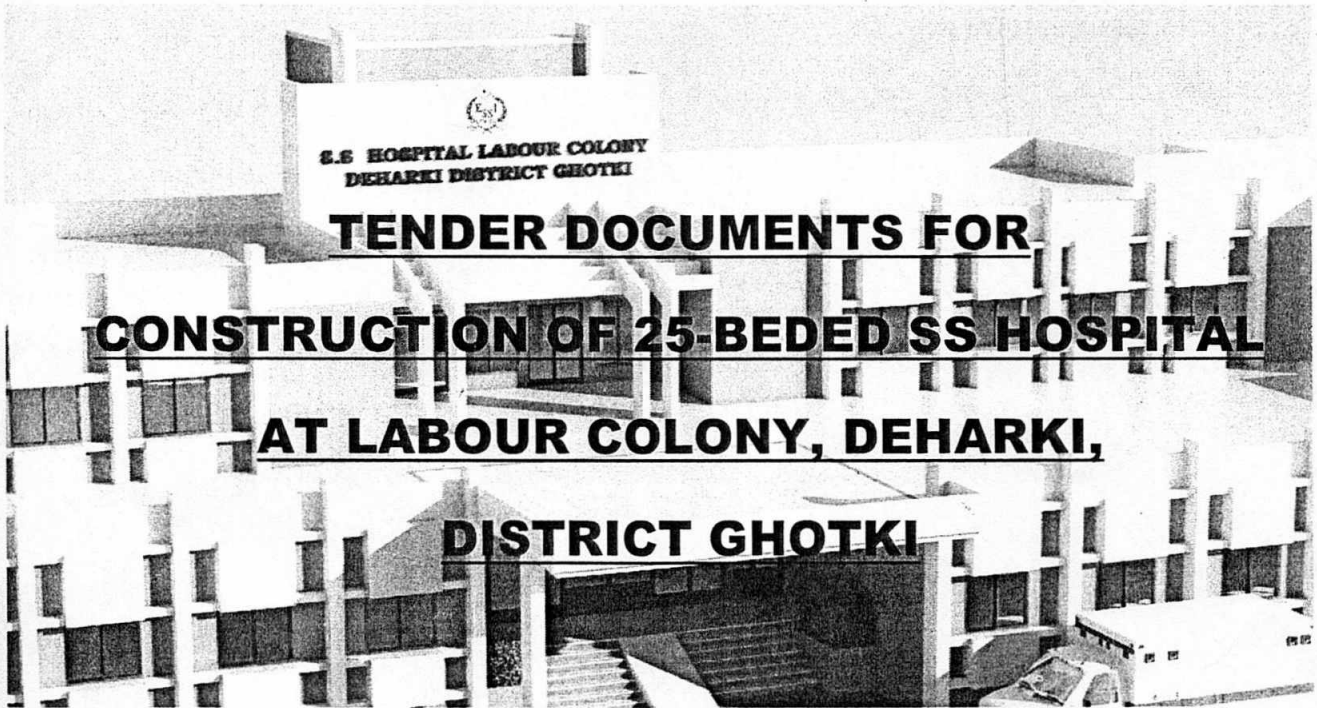 ESSI
S.S HOSPITAL LABOUR COLONY
DEHARKI DISTRICT GHOTKI
TENDER DOCUMENTS FOR
CONSTRUCTION OF 25-BEDED SS HOSPITAL
AT LABOUR COLONY, DEHARKI,
DISTRICT GHOTKI